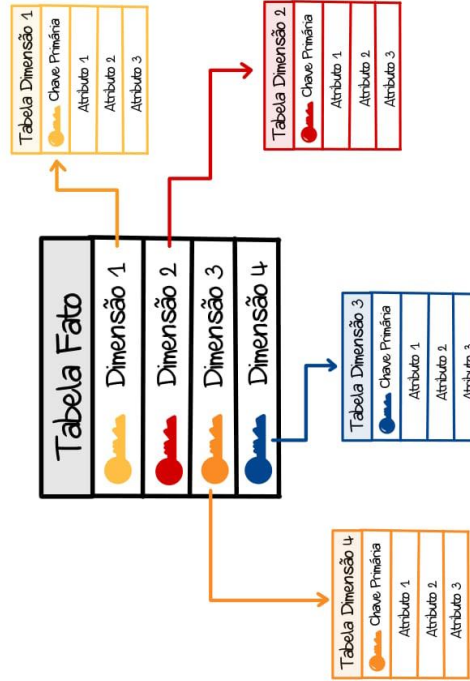 Tabela Fato
Dimensão 1
Dimensão 2
Dimensão 3
Dimensão 4
Tabela Dimensão 1
Chave Primária
Atributo 1
Atributo 2
Atributo 3
Tabela Dimensão 2
Chave Primária
Atributo 1
Atributo 2
Atributo 3
Tabela Dimensão 3
Chave Primária
Atributo 1
Atributo 2
Atributo 3
Tabela Dimensão 4
Chave Primária
Atributo 1
Atributo 2
Atributo 3